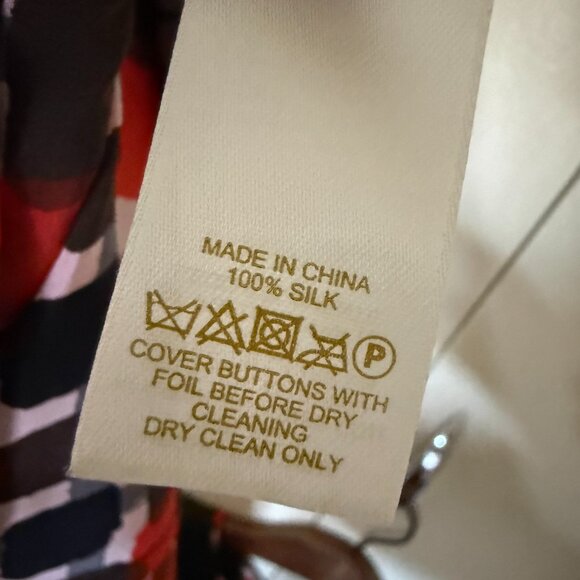 MADE IN CHINA
100% SILK
P
COVER BUTTONS WITH
FOIL BEFORE DRY
CLEANING
DRY CLEAN ONLY